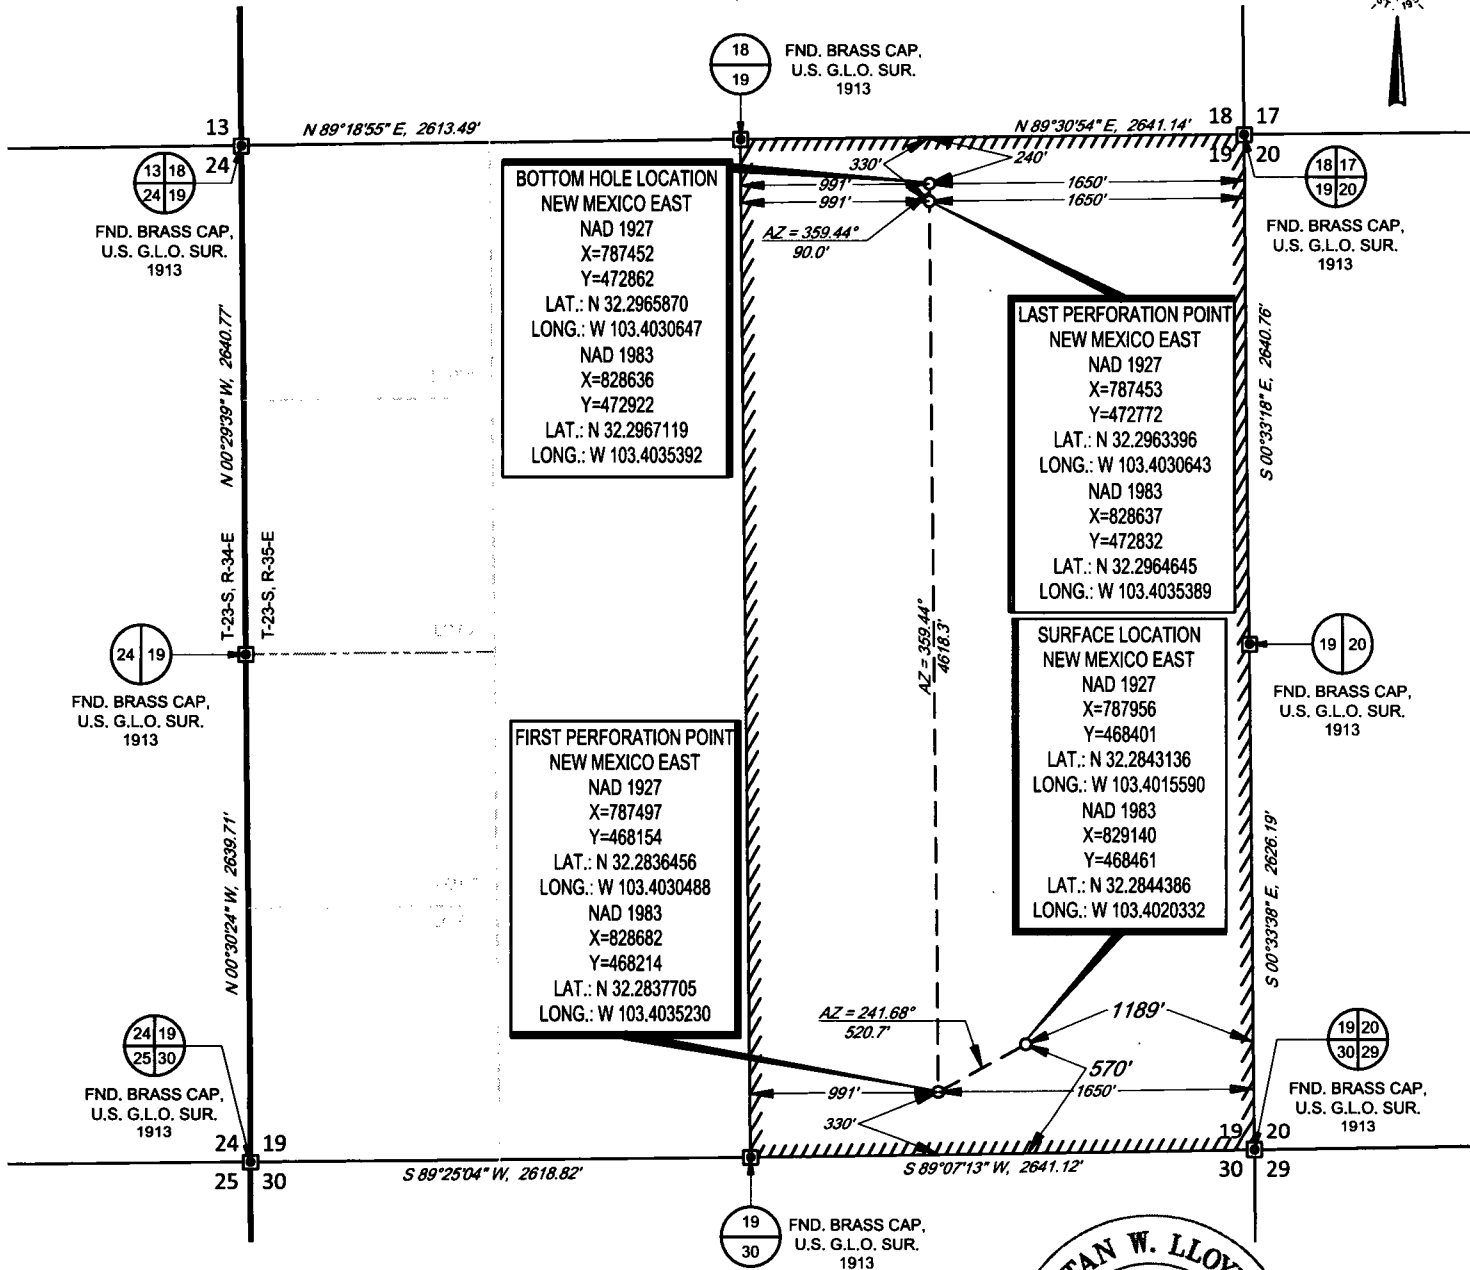 18
19
FND. BRASS CAP,
U.S. G.L.O. SUR.
1913
13
24
N 89°18'55" E, 2613.49'
N 89°30'54" E, 2641.14'
18 17
19 20
13 18
24 19
FND. BRASS CAP,
U.S. G.L.O. SUR.
1913
18 17
19 20
FND. BRASS CAP,
U.S. G.L.O. SUR.
1913
330'
240'
991'
1650'
991'
1650'
AZ = 359.44°
90.0'
BOTTOM HOLE LOCATION
NEW MEXICO EAST
NAD 1927
X=787452
Y=472862
LAT.: N 32.2965870
LONG.: W 103.4030647
NAD 1983
X=828636
Y=472922
LAT.: N 32.2967119
LONG.: W 103.4035392
LAST PERFORATION POINT
NEW MEXICO EAST
NAD 1927
X=787453
Y=472772
LAT.: N 32.2963396
LONG.: W 103.4030643
NAD 1983
X=828637
Y=472832
LAT.: N 32.2964645
LONG.: W 103.4035389
N 00°29'39" W, 2640.77'
S 00°33'18" E, 2640.76'
T-23-S, R-34-E
T-23-S, R-35-E
AZ = 359.44°
4618.3'
24 19
FND. BRASS CAP,
U.S. G.L.O. SUR.
1913
19 20
FND. BRASS CAP,
U.S. G.L.O. SUR.
1913
SURFACE LOCATION
NEW MEXICO EAST
NAD 1927
X=787956
Y=468401
LAT.: N 32.2843136
LONG.: W 103.4015590
NAD 1983
X=829140
Y=468461
LAT.: N 32.2844386
LONG.: W 103.4020332
FIRST PERFORATION POINT
NEW MEXICO EAST
NAD 1927
X=787497
Y=468154
LAT.: N 32.2836456
LONG.: W 103.4030488
NAD 1983
X=828682
Y=468214
LAT.: N 32.2837705
LONG.: W 103.4035230
N 00°30'24" W, 2639.71'
S 00°33'38" E, 2626.19'
AZ = 241.68°
520.7'
1189'
570'
991'
1650'
330'
24 19
25 30
FND. BRASS CAP,
U.S. G.L.O. SUR.
1913
19 20
30 29
FND. BRASS CAP,
U.S. G.L.O. SUR.
1913
24 19
25 30
S 89°25'04" W, 2618.82'
S 89°07'13" W, 2641.12'
19 20
30 29
19
30
FND. BRASS CAP,
U.S. G.L.O. SUR.
1913
TAN W. LLOY